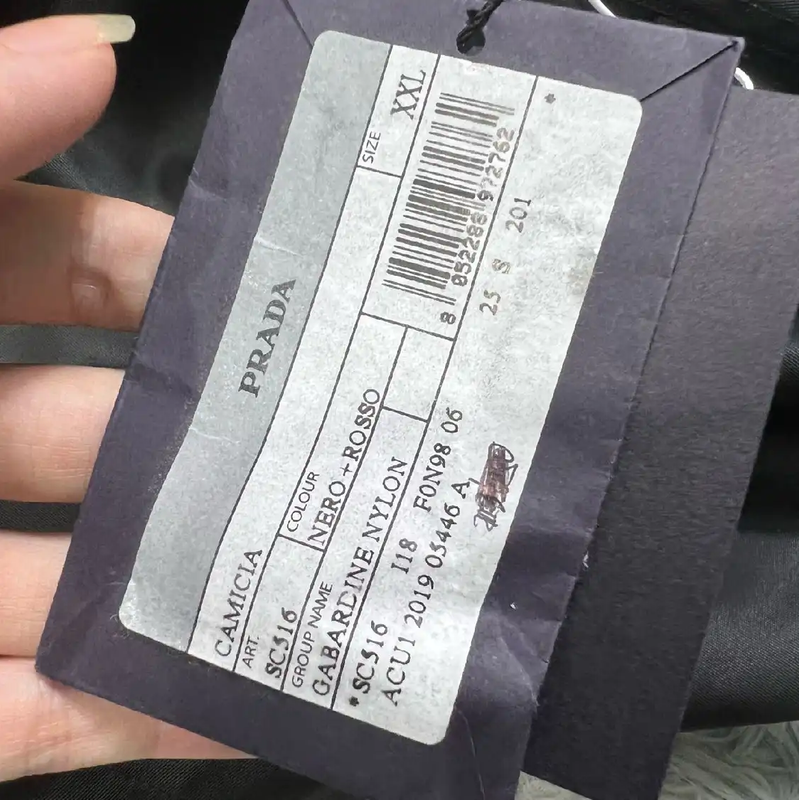 PRADA
CAMICIA
SIZE
XXL
ART.
SC516
COLOUR
NERO+ROSSO
GROUP NAME
GABARDINE NYLON
8 052288 972762
*SC516 I18 F0N98 06
25 S 201
ACU1 2019 05446 A
*